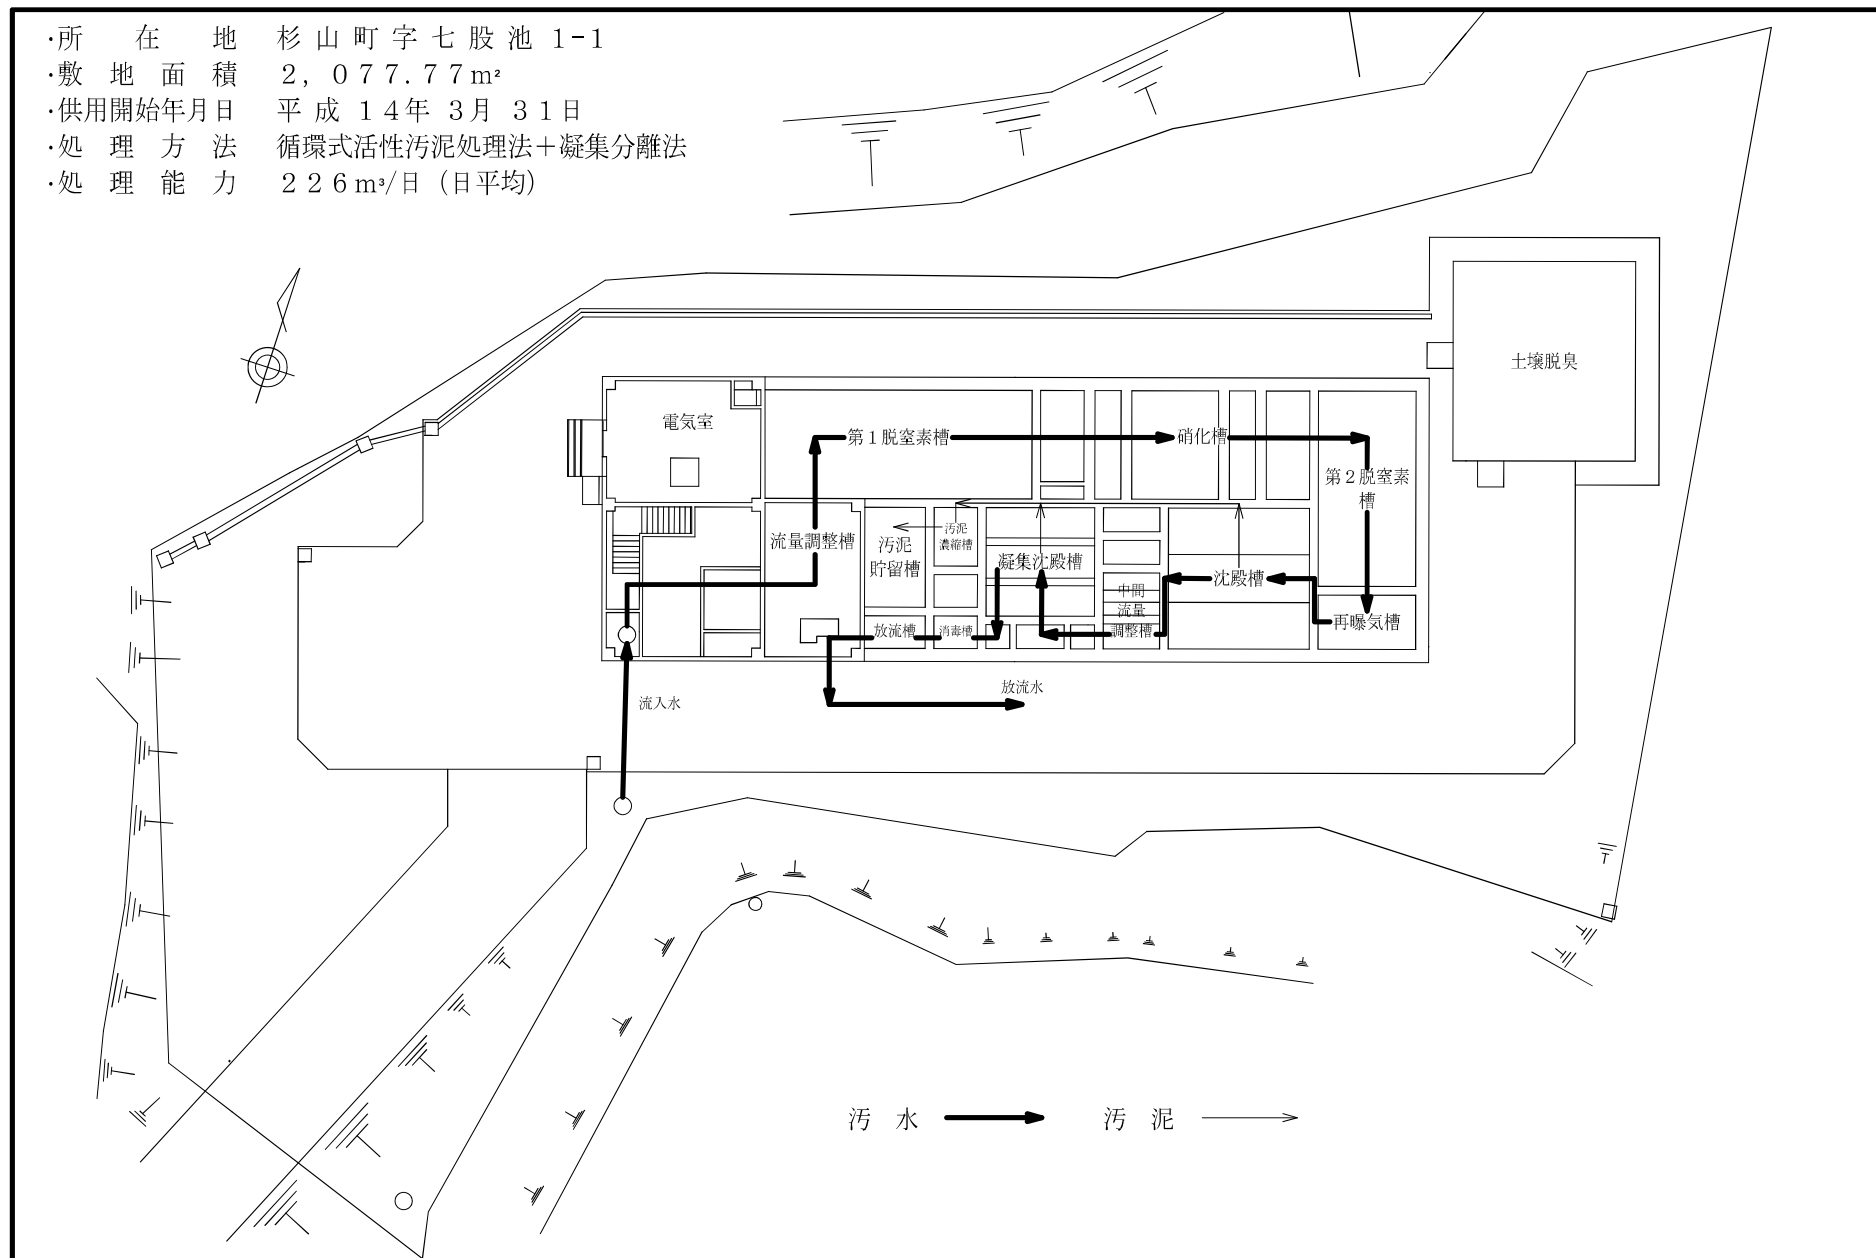 ・所在地 杉山町字七股池 1-1
・敷地面積 2,077.77m²
・供用開始年月日 平成14年3月31日
・処理方法 循環式活性汚泥処理法＋凝集分離法
・処理能力 226m³/日（日平均）
土壌脱臭
電気室
第1脱窒素槽
硝化槽
第2脱窒素
槽
流量調整槽
汚泥
貯留槽
汚泥
濃縮槽
凝集沈殿槽
中間
流量
調整槽
沈殿槽
再曝気槽
放流槽
消毒槽
流入水
放流水
汚水
汚泥